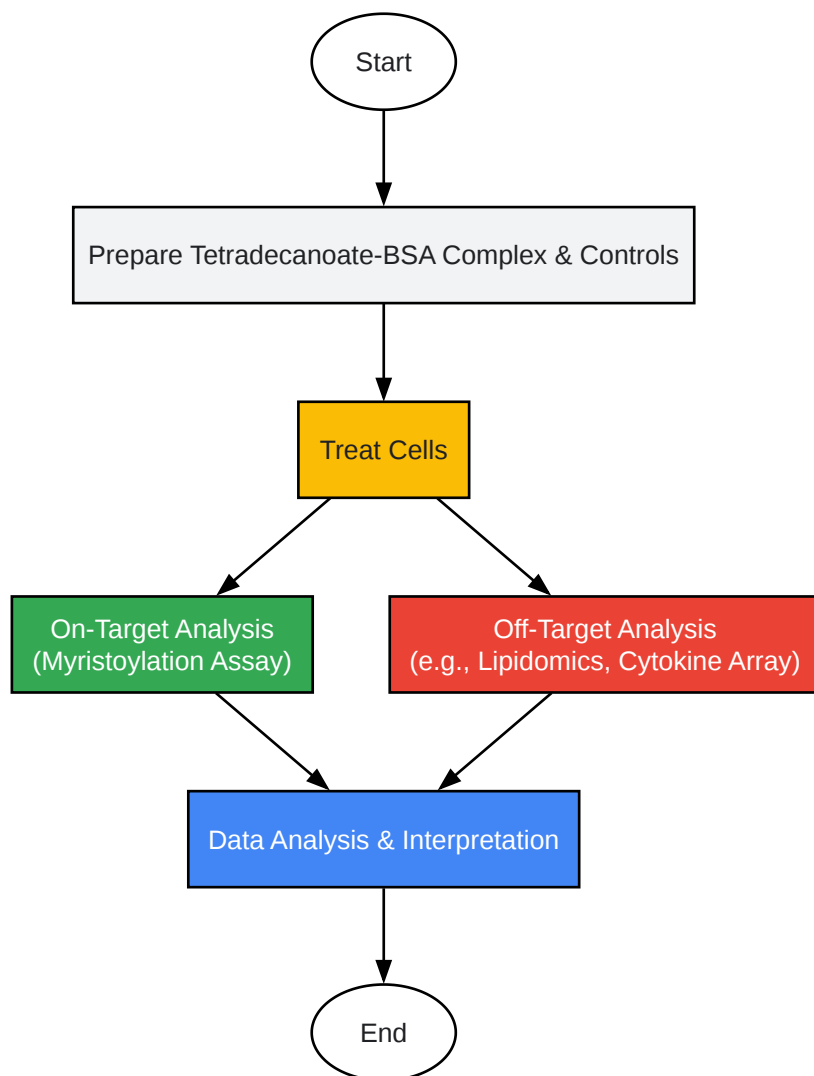 Start
Prepare Tetradecanoate-BSA Complex & Controls
Treat Cells
On-Target Analysis
(Myristoylation Assay)
Off-Target Analysis
(e.g., Lipidomics, Cytokine Array)
Data Analysis & Interpretation
End